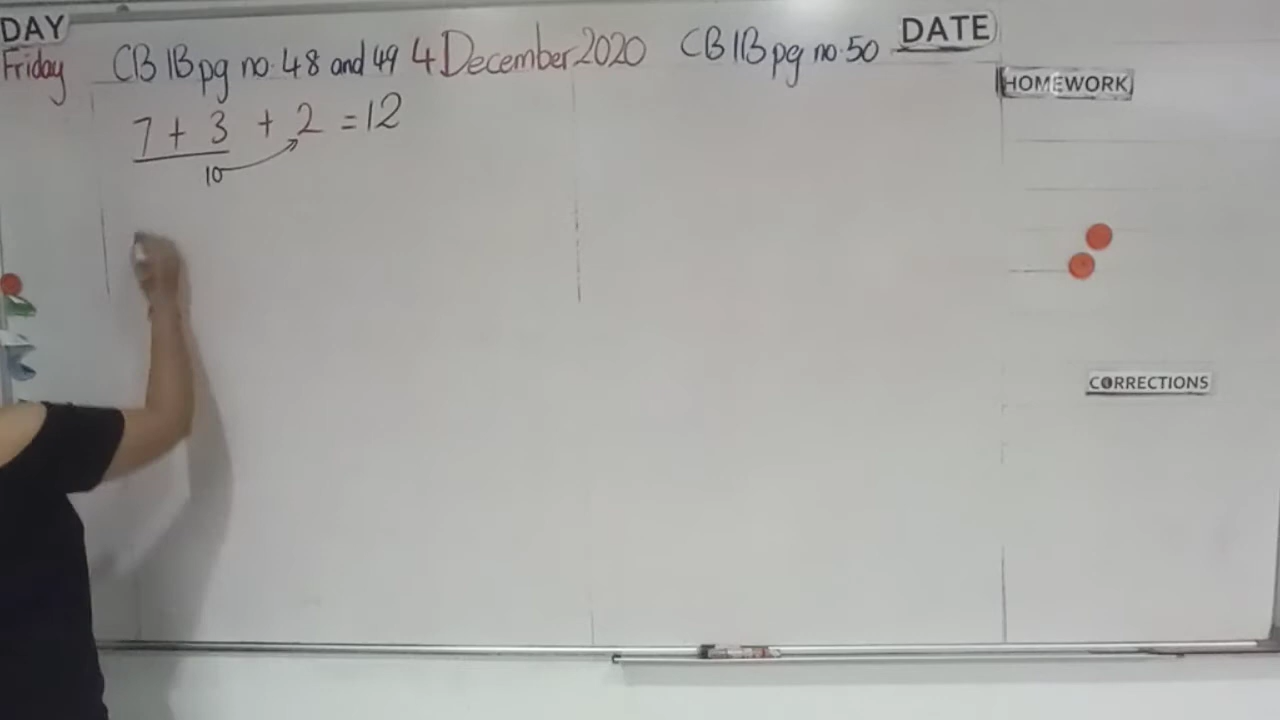 DAY
Friday CB 1B pg no. 48 and 49 4 December 2020 CB 1B pg no. 50 DATE
HOMEWORK
7 + 3 + 2 = 12
10
CORRECTIONS